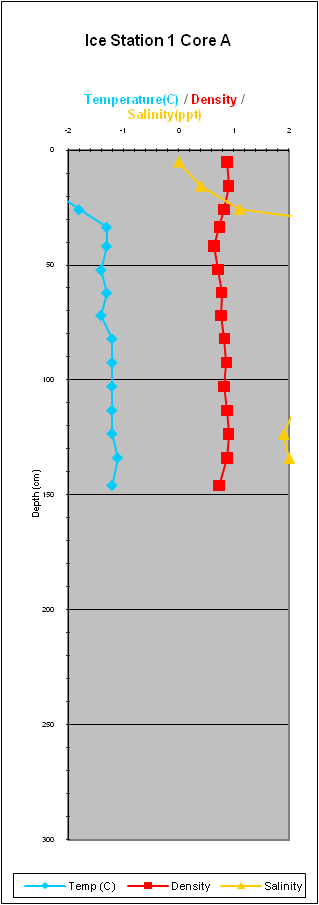 Ice Station 1 Core A
Temperature(C) / Density /
Salinity(ppt)
-2 -1 0 1 2
0
50
100
150
200
250
300
Depth (cm)
Temp (C) Density Salinity